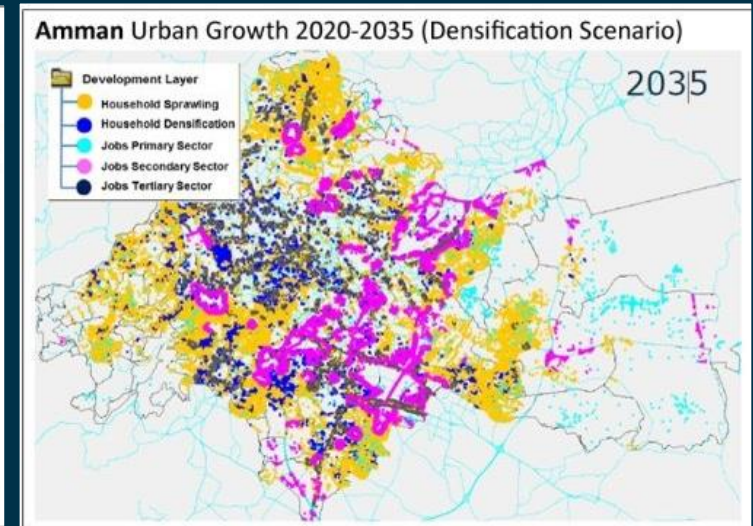 Amman Urban Growth 2020-2035 (Densification Scenario)
Development Layer
Household Sprawling
Household Densification
Jobs Primary Sector
Jobs Secondary Sector
Jobs Tertiary Sector
2035